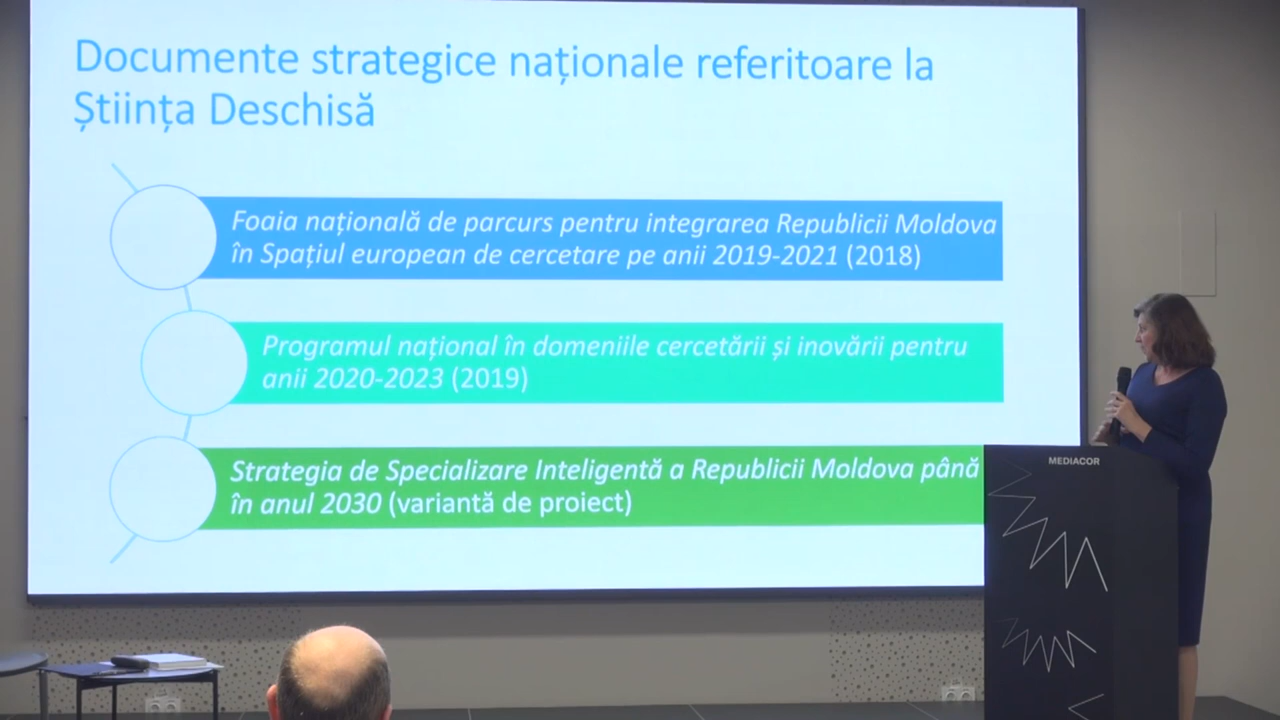 Documente strategice naționale referitoare la
Știința Deschisă
Foaia națională de parcurs pentru integrarea Republicii Moldova
în Spațiul european de cercetare pe anii 2019-2021 (2018)
Programul național în domeniile cercetării și inovării pentru
anii 2020-2023 (2019)
Strategia de Specializare Inteligentă a Republicii Moldova până
în anul 2030 (variantă de proiect)
MEDIACOR